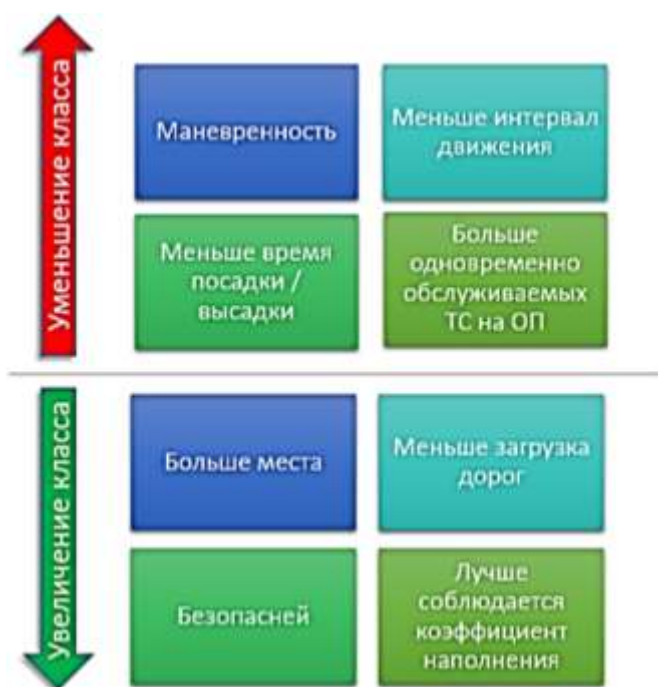 Уменьшение класса
Маневренность
Меньше интервал
движения
Меньше время
посадки /
высадки
Больше
одновременно
обслуживаемых
ТС на ОП
Увеличение класса
Больше места
Меньше загрузка
дорог
Безопасней
Лучше
соблюдается
коэффициент
наполнения